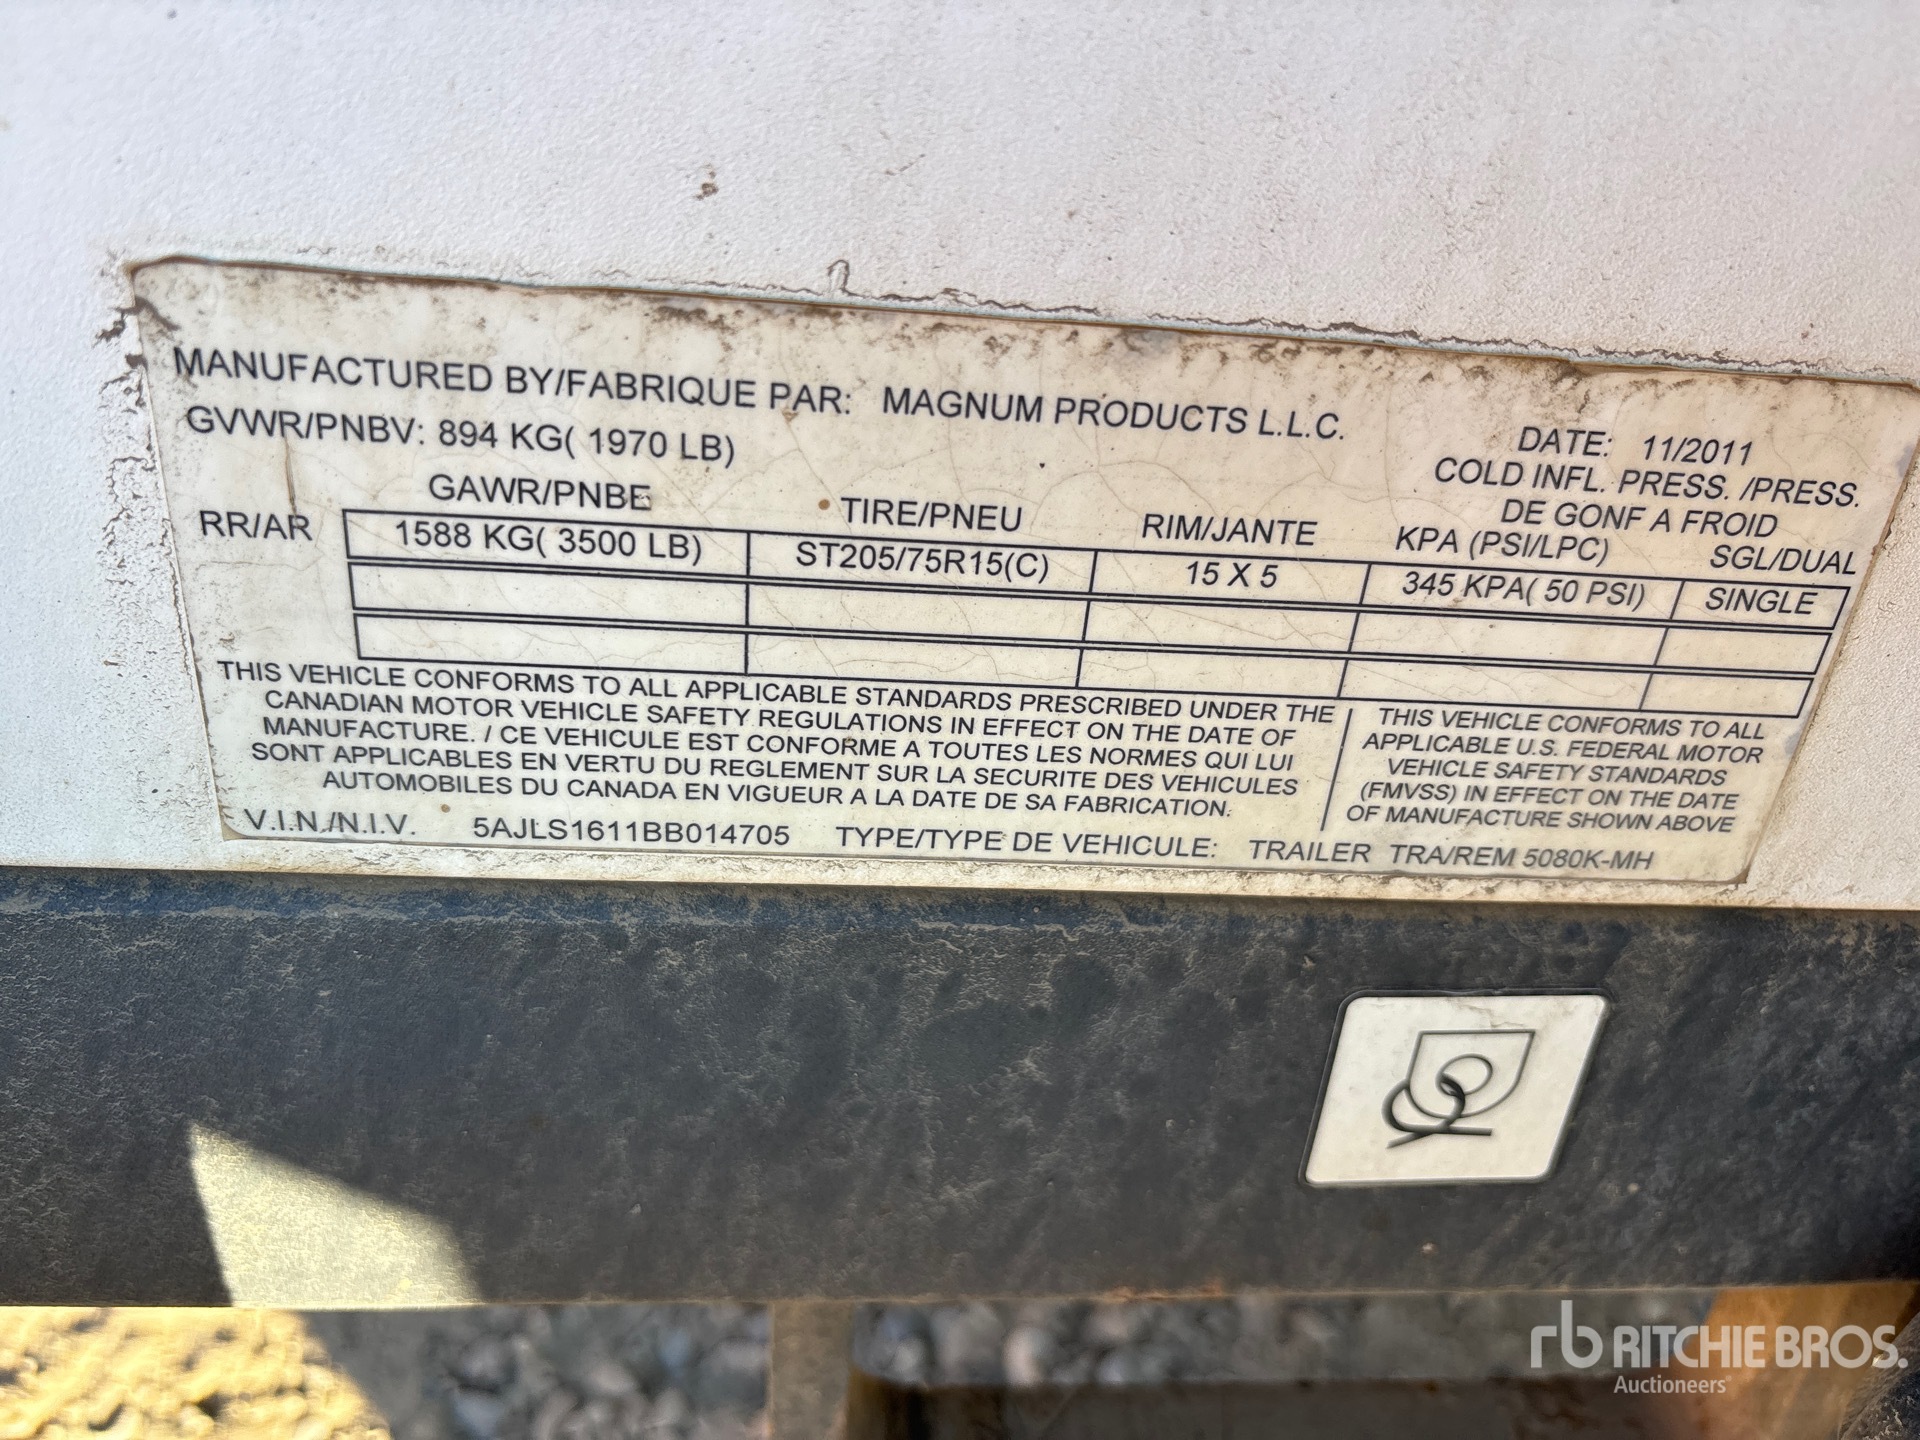 MANUFACTURED BY/FABRIQUE PAR: MAGNUM PRODUCTS L.L.C.
GVWR/PNBV: 894 KG( 1970 LB)
DATE: 11/2011
COLD INFL. PRESS. /PRESS.
DE GONF A FROID
GAWR/PNBE TIRE/PNEU RIM/JANTE KPA (PSI/LPC) SGL/DUAL
RR/AR 1588 KG( 3500 LB) ST205/75R15(C) 15 X 5 345 KPA( 50 PSI) SINGLE
THIS VEHICLE CONFORMS TO ALL APPLICABLE STANDARDS PRESCRIBED UNDER THE
CANADIAN MOTOR VEHICLE SAFETY REGULATIONS IN EFFECT ON THE DATE OF
MANUFACTURE. / CE VEHICULE EST CONFORME A TOUTES LES NORMES QUI LUI
SONT APPLICABLES EN VERTU DU REGLEMENT SUR LA SECURITE DES VEHICULES
AUTOMOBILES DU CANADA EN VIGUEUR A LA DATE DE SA FABRICATION.
THIS VEHICLE CONFORMS TO ALL
APPLICABLE U.S. FEDERAL MOTOR
VEHICLE SAFETY STANDARDS
(FMVSS) IN EFFECT ON THE DATE
OF MANUFACTURE SHOWN ABOVE
V.I.N./N.I.V. 5AJLS1611BB014705 TYPE/TYPE DE VEHICULE: TRAILER TRA/REM 5080K-MH
rb RITCHIE BROS.
Auctioneers